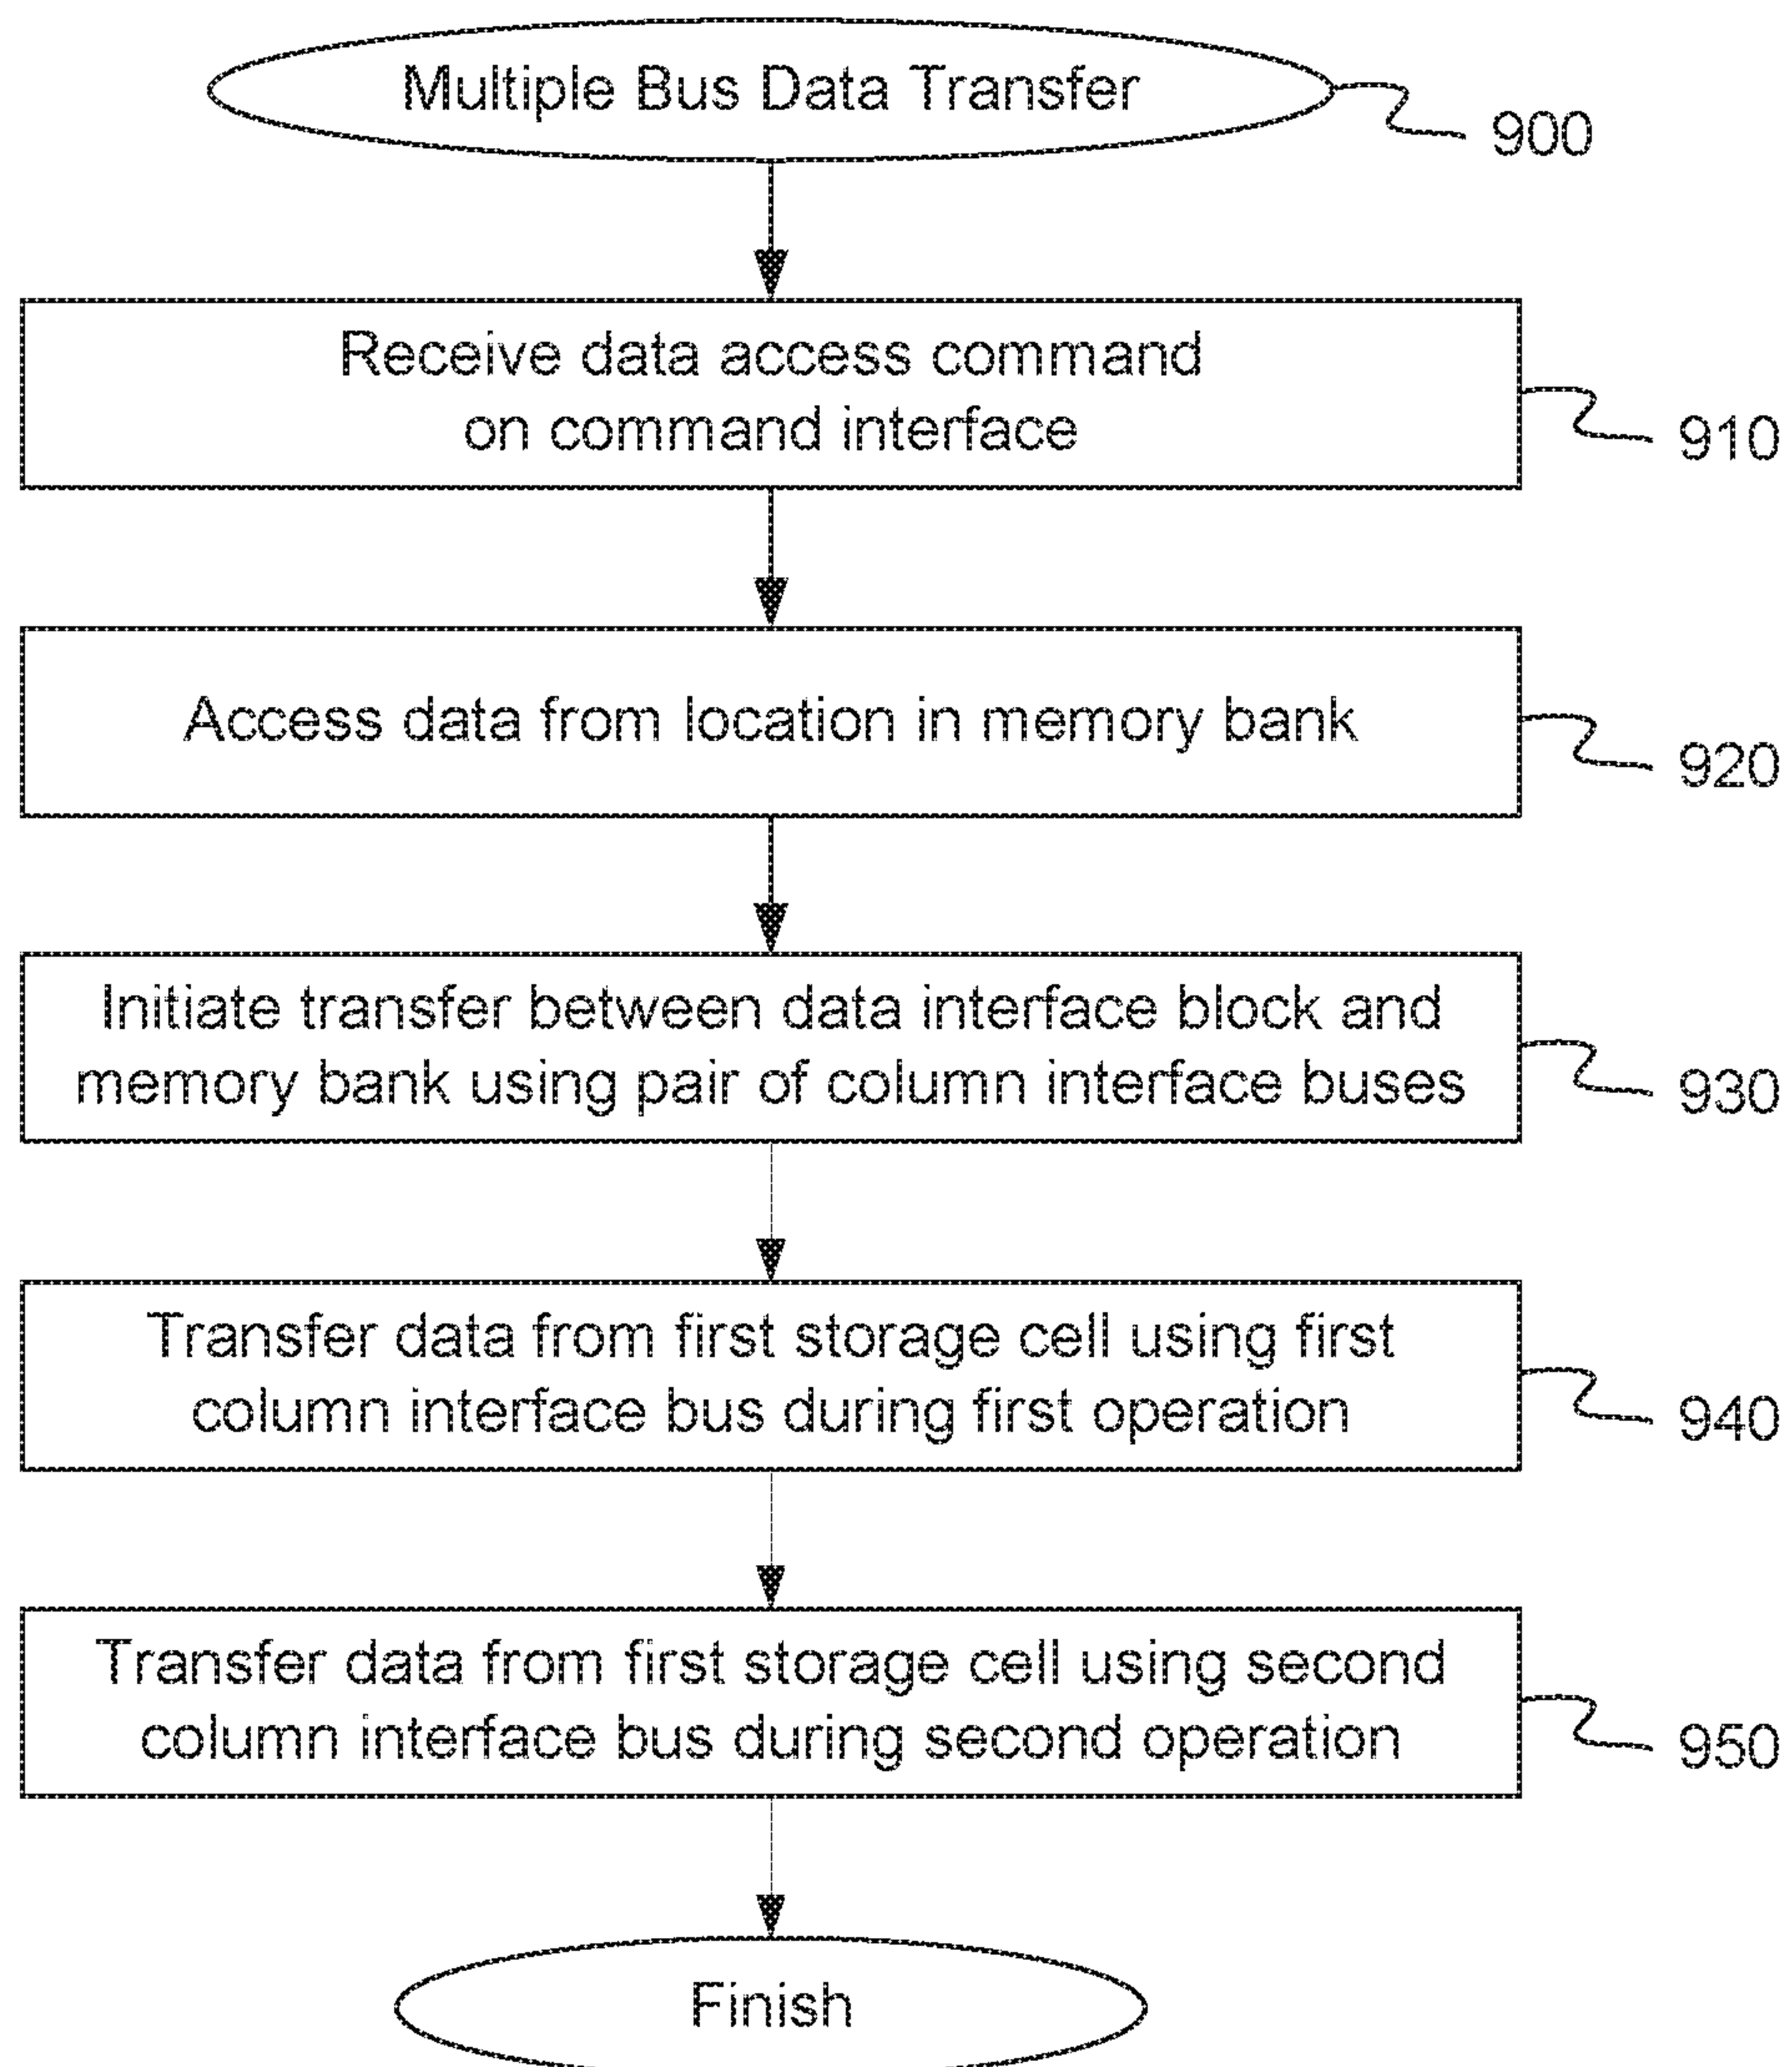 Multiple Bus Data Transfer
900
Receive data access command
on command interface
910
Access data from location in memory bank
920
Initiate transfer between data interface block and
memory bank using pair of column interface buses
930
Transfer data from first storage cell using first
column interface bus during first operation
940
Transfer data from first storage cell using second
column interface bus during second operation
950
Finish